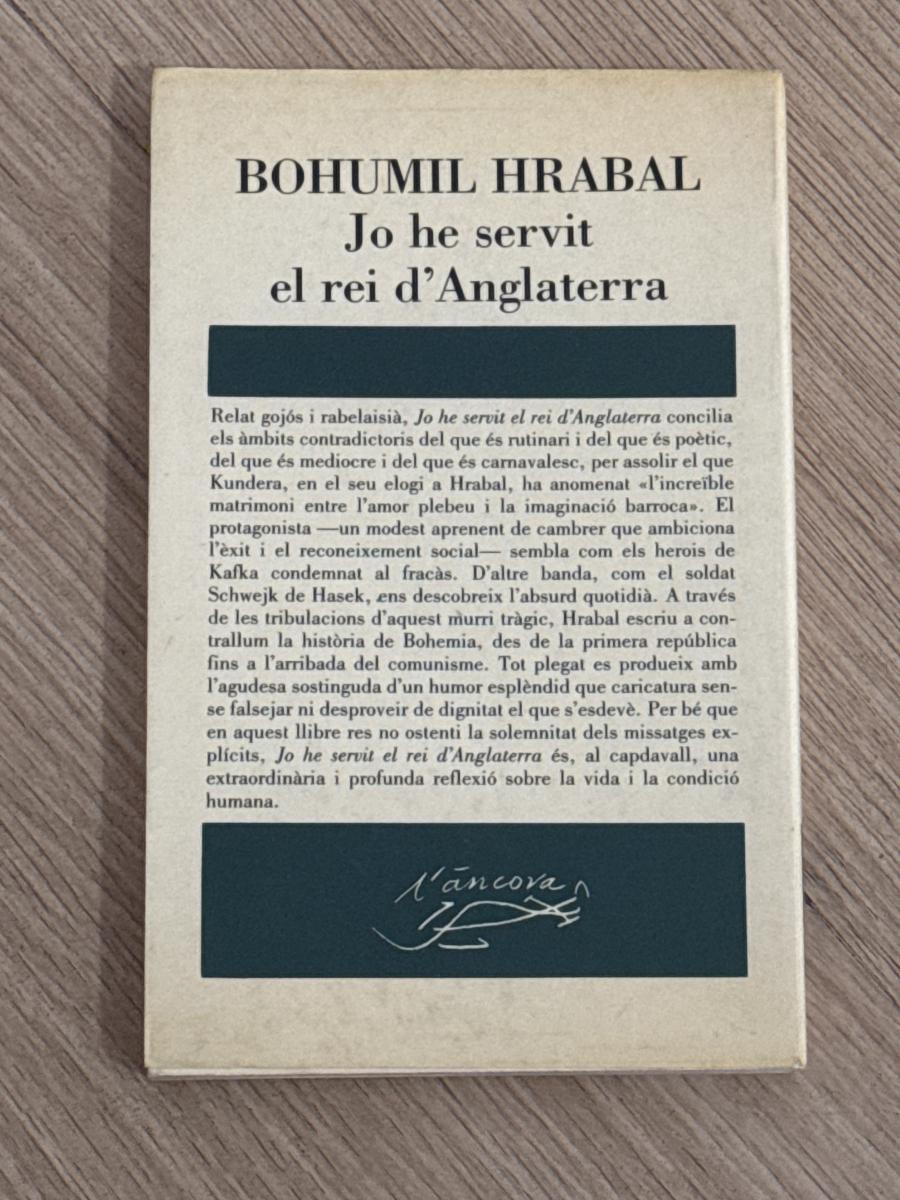 BOHUMIL HRABAL
Jo he servit
el rei d’Anglaterra
Relat gojós i rabelaisià, Jo he servit el rei d’Anglaterra concilia
els àmbits contradictoris del que és rutinari i del que és poètic,
del que és mediocre i del que és carnavalesc, per assolir el que
Kundera, en el seu elogi a Hrabal, ha anomenat «l’increïble
matrimoni entre l’amor plebeu i la imaginació barroca». El
protagonista —un modest aprenent de cambrer que ambiciona
l’èxit i el reconeixement social— sembla com els herois de
Kafka condemnat al fracàs. D’altre banda, com el soldat
Schwejk de Hasek, ens descobreix l’absurd quotidià. A través
de les tribulacions d’aquest murri tràgic, Hrabal escriu a con-
trallum la història de Bohemia, des de la primera república
fins a l’arribada del comunisme. Tot plegat es produeix amb
l’agudesa sostinguda d’un humor esplèndid que caricatura sen-
se falsejar ni desproveir de dignitat el que s’esdevè. Per bé que
en aquest llibre res no ostenti la solemnitat dels missatges ex-
plícits, Jo he servit el rei d’Anglaterra és, al capdavall, una
extraordinària i profunda reflexió sobre la vida i la condició
humana.
l’àncora